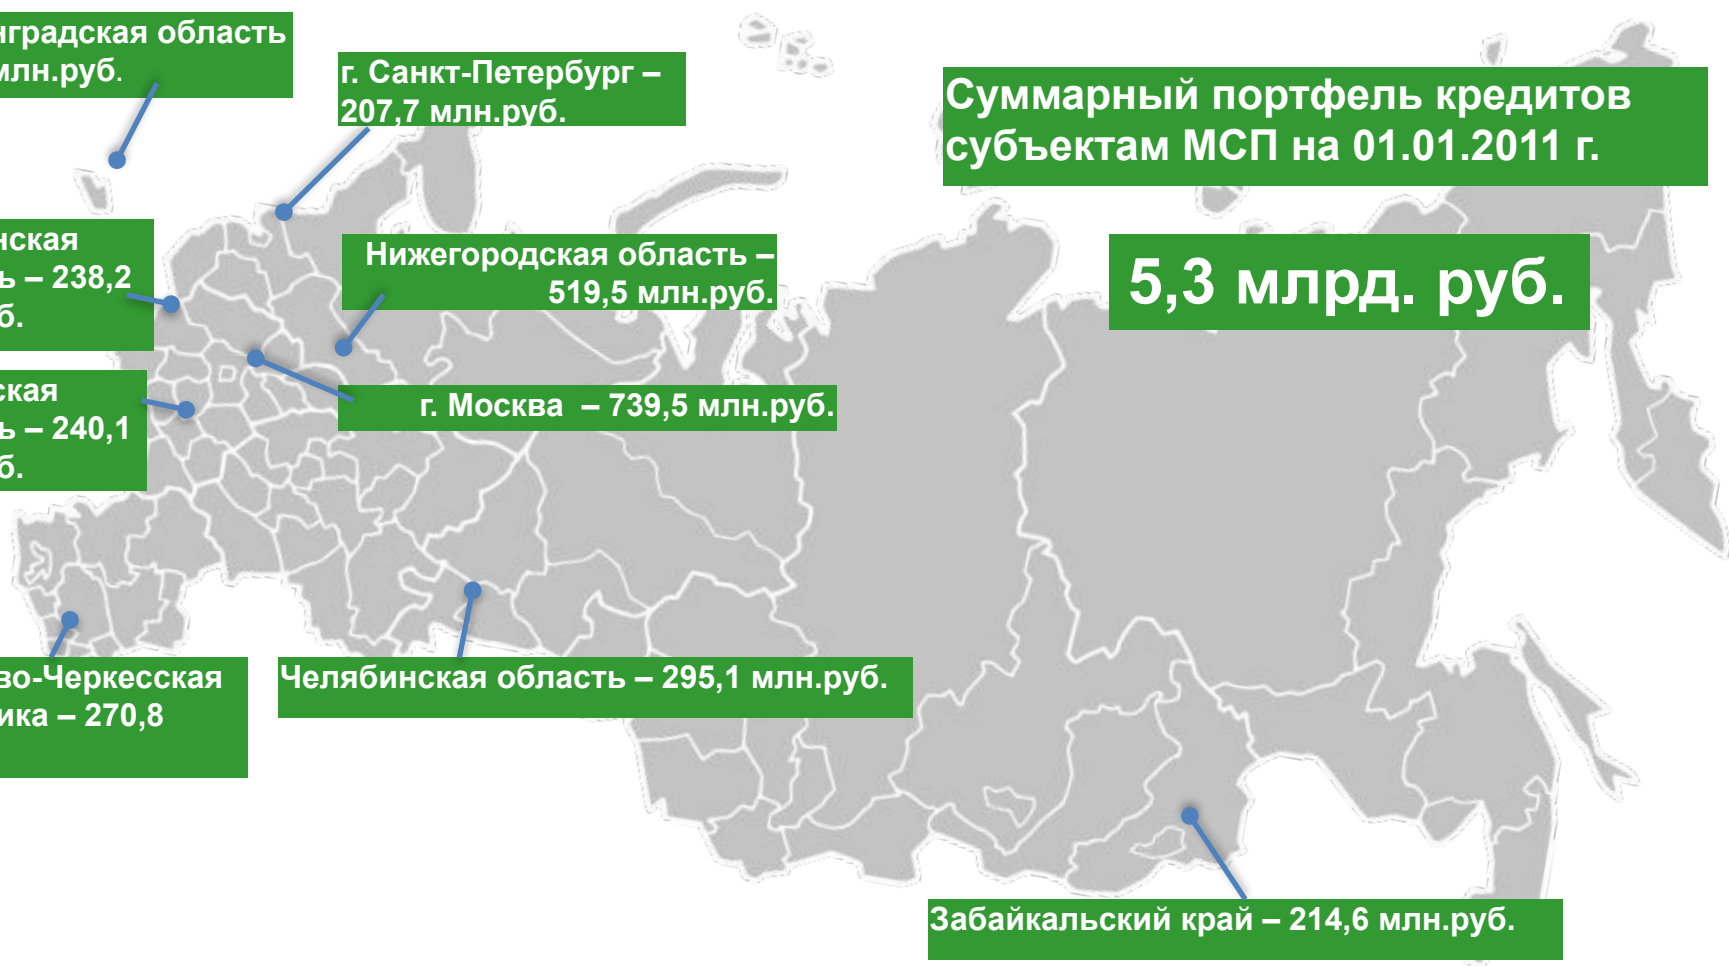 нградская область
млн.руб.
г. Санкт-Петербург –
207,7 млн.руб.
Суммарный портфель кредитов
субъектам МСП на 01.01.2011 г.
5,3 млрд. руб.
нская
ь – 238,2
б.
Нижегородская область –
519,5 млн.руб.
ская
ь – 240,1
б.
г. Москва – 739,5 млн.руб.
во-Черкесская
ика – 270,8
Челябинская область – 295,1 млн.руб.
Забайкальский край – 214,6 млн.руб.